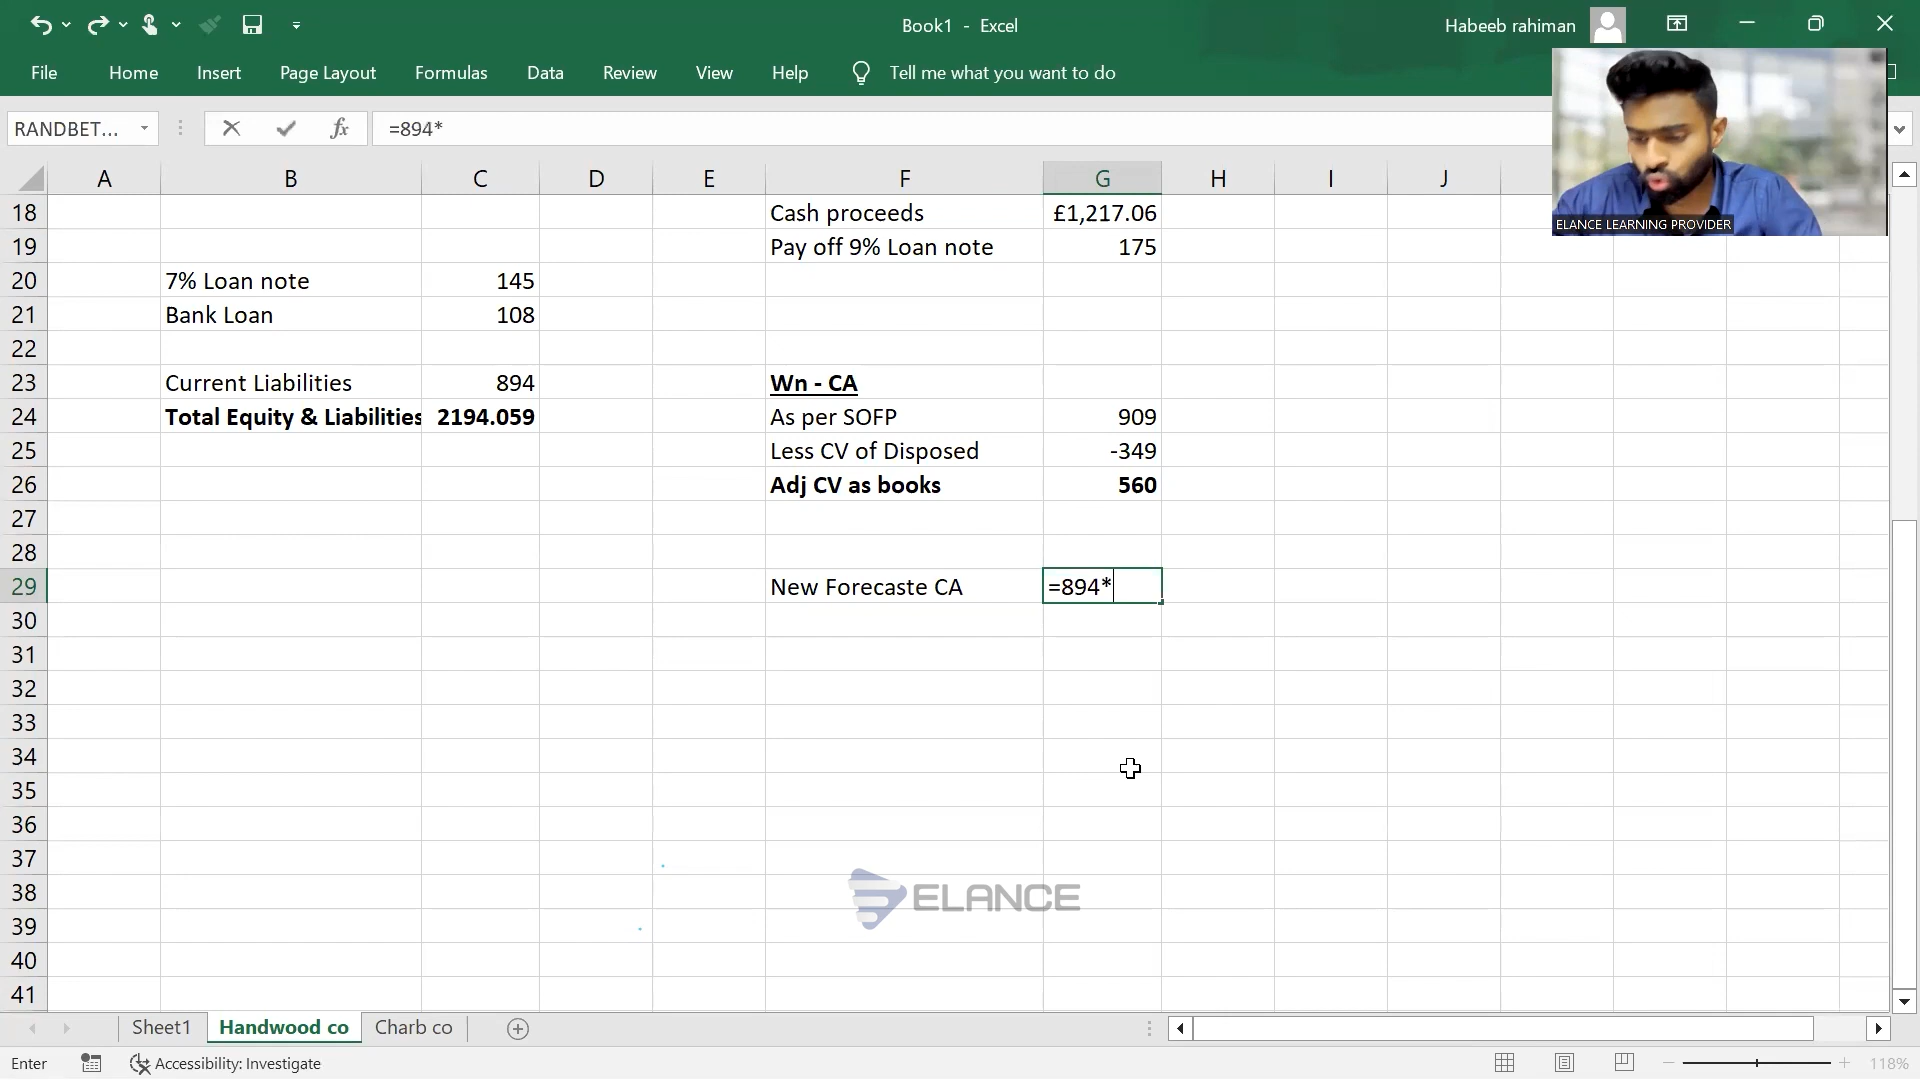 Book1 - Excel
Habeeb rahiman
File Home Insert Page Layout Formulas Data Review View Help Tell me what you want to do
RANDBET... fx =894*
ELANCE LEARNING PROVIDER
A B C D E F G H I J
18 Cash proceeds £1,217.06
19 Pay off 9% Loan note 175
20 7% Loan note 145
21 Bank Loan 108
22
23 Current Liabilities 894 Wn - CA
24 Total Equity & Liabilities 2194.059 As per SOFP 909
25 Less CV of Disposed -349
26 Adj CV as books 560
27
28
29 New Forecaste CA =894*
30
31
32
33
34
35
36
37
38 ELANCE
39
40
41
Sheet1 Handwood co Charb co
Enter Accessibility: Investigate 118%